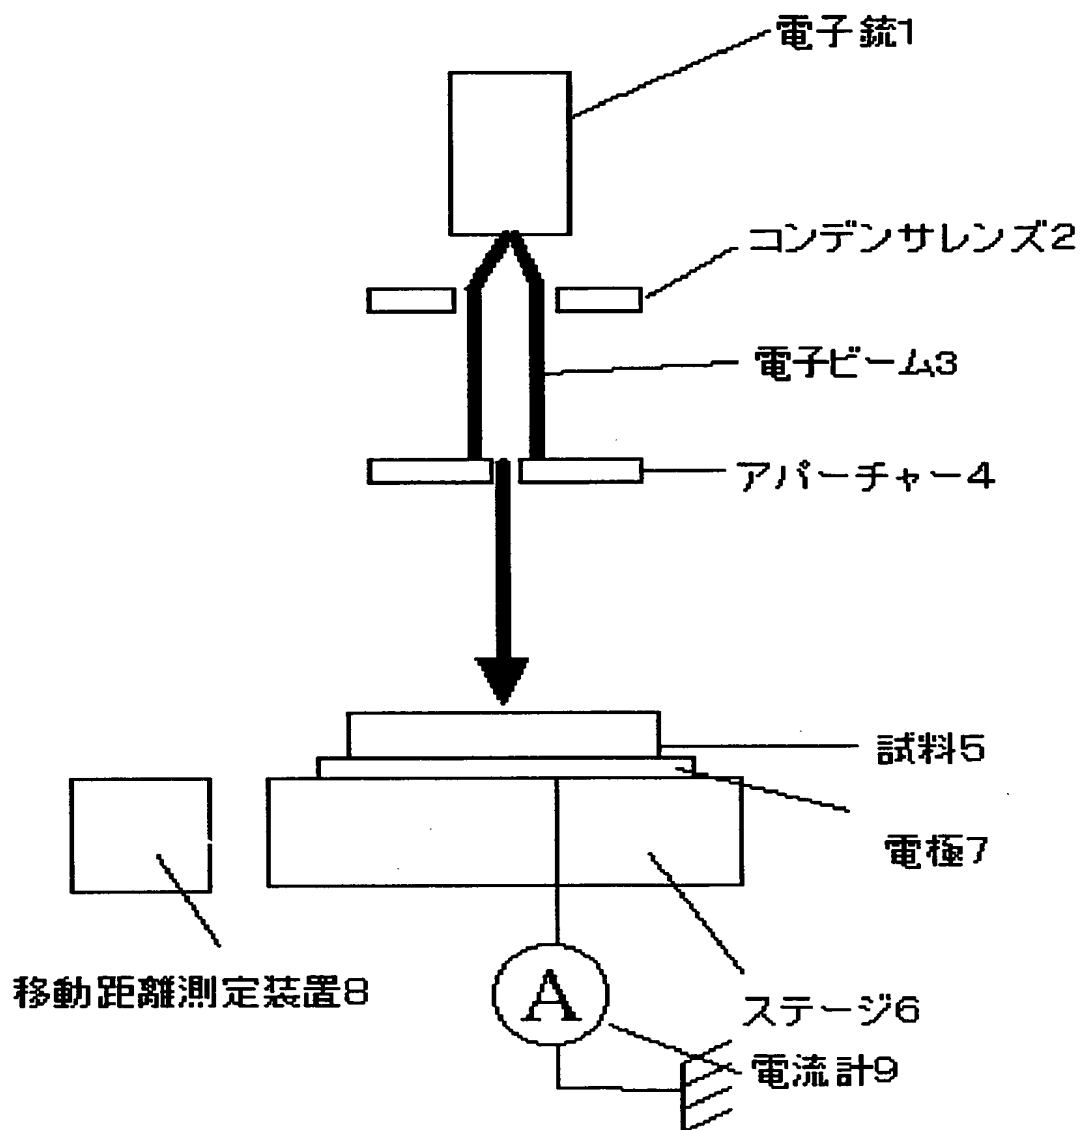 電子銃1
コンデンサレンズ2
電子ビーム3
アパーチャー4
試料5
電極7
移動距離測定装置8
A
ステージ6
電流計9